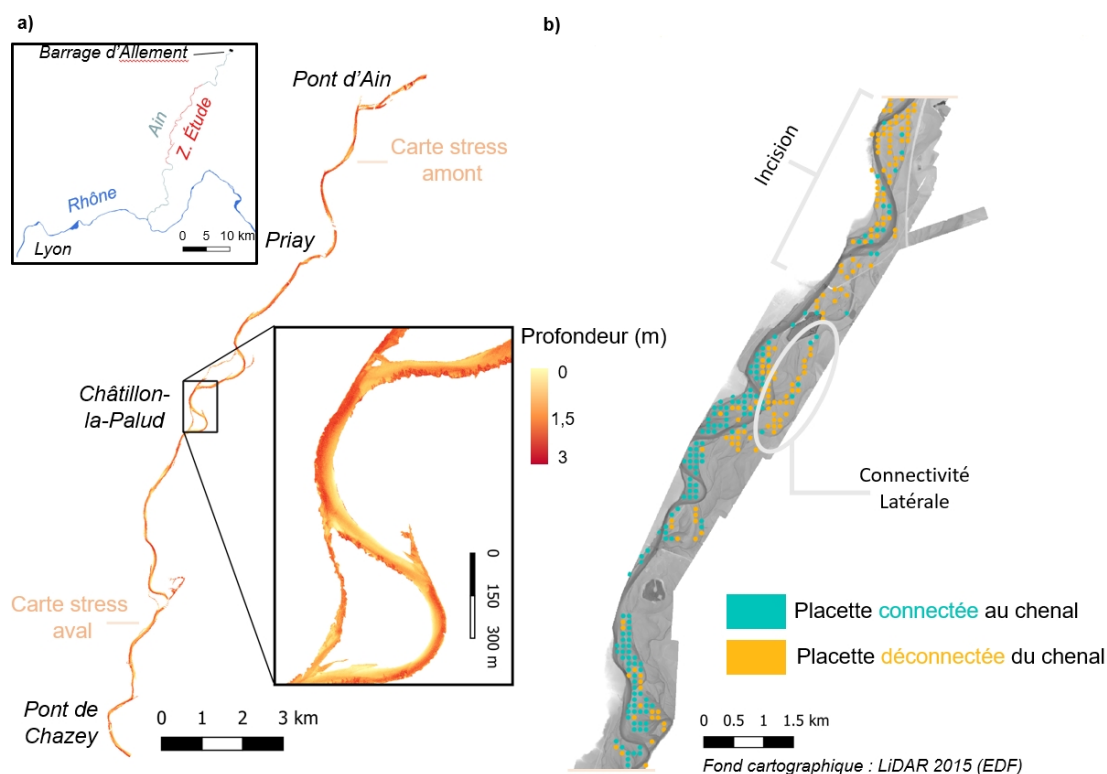 a)
Barrage d'Allement
Ain
Z. Étude
Rhône
Lyon
0 5 10 km
Pont d'Ain
Carte stress
amont
Priay
Châtillon-
la-Palud
Profondeur (m)
0
1,5
3
0
150
300 m
Carte stress
aval
Pont de
Chazey
0 1 2 3 km
b)
Incision
Connectivité
Latérale
Placette connectée au chenal
Placette déconnectée du chenal
0 0.5 1 1.5 km
Fond cartographique : LiDAR 2015 (EDF)